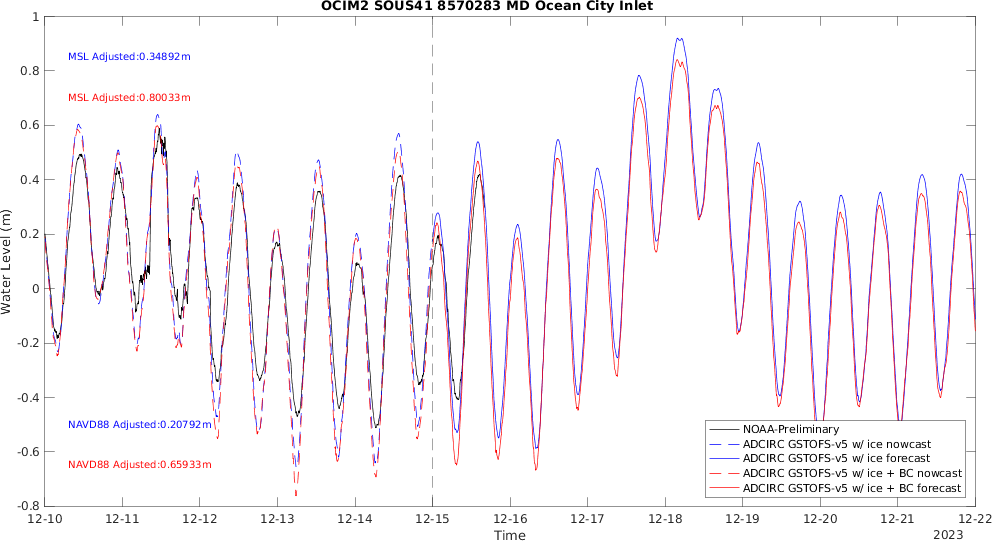 OCIM2 SOUS41 8570283 MD Ocean City Inlet
Water Level (m)
1
0.8
0.6
0.4
0.2
0
-0.2
-0.4
-0.6
-0.8
MSL Adjusted:0.34892m
MSL Adjusted:0.80033m
NAVD88 Adjusted:0.20792m
NAVD88 Adjusted:0.65933m
NOAA-Preliminary
ADCIRC GSTOFS-v5 w/ ice nowcast
ADCIRC GSTOFS-v5 w/ ice forecast
ADCIRC GSTOFS-v5 w/ ice + BC nowcast
ADCIRC GSTOFS-v5 w/ ice + BC forecast
12-10 12-11 12-12 12-13 12-14 12-15 12-16 12-17 12-18 12-19 12-20 12-21 12-22
Time
2023